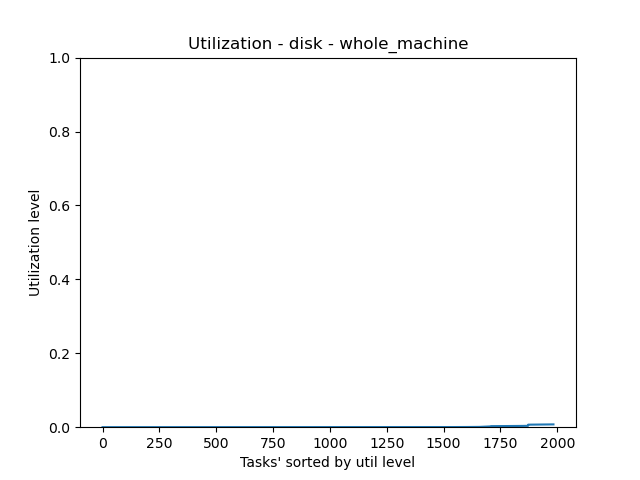 Utilization - disk - whole_machine
1.0
0.8
0.6
0.4
0.2
0.0
Utilization level
0 250 500 750 1000 1250 1500 1750 2000
Tasks' sorted by util level